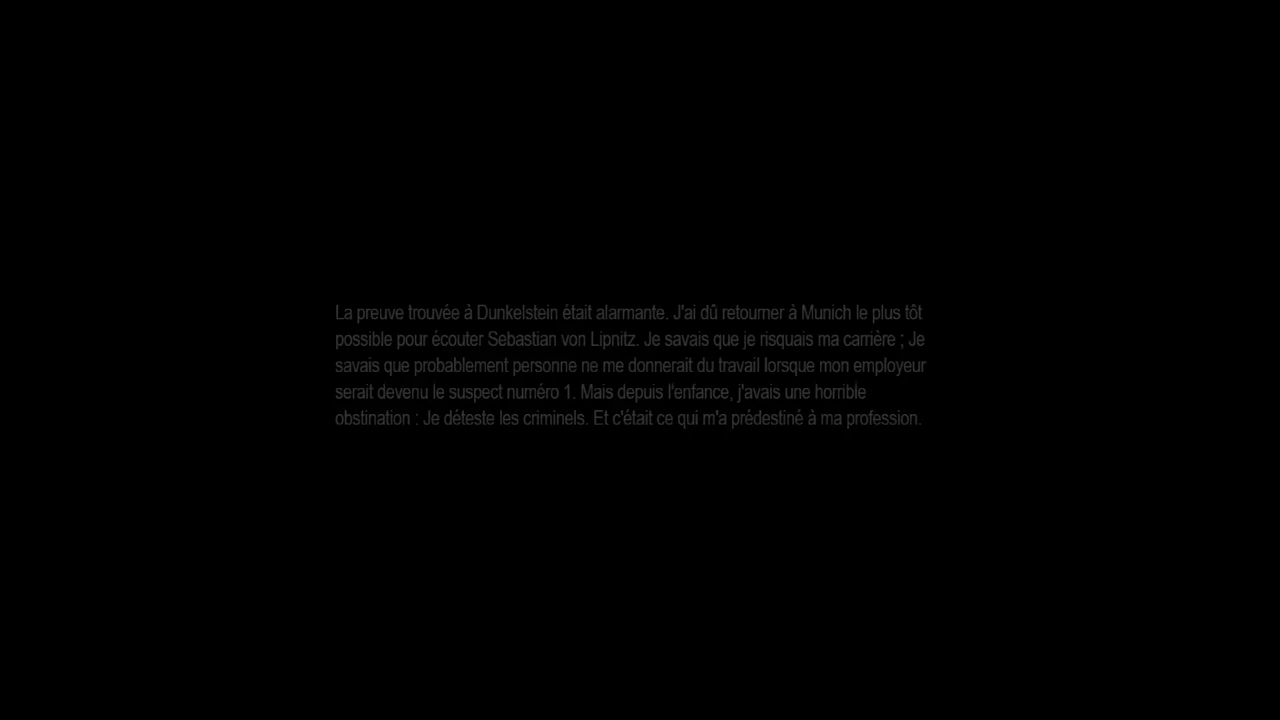 La preuve trouvée à Dunkelstein était alarmante. J'ai dû retourner à Munich le plus tôt
possible pour écouter Sebastian von Lipnitz. Je savais que je risquais ma carrière ; Je
savais que probablement personne ne me donnerait du travail lorsque mon employeur
serait devenu le suspect numéro 1. Mais depuis l'enfance, j'avais une horrible
obstination : Je déteste les criminels. Et c'était ce qui m'a prédestiné à ma profession.